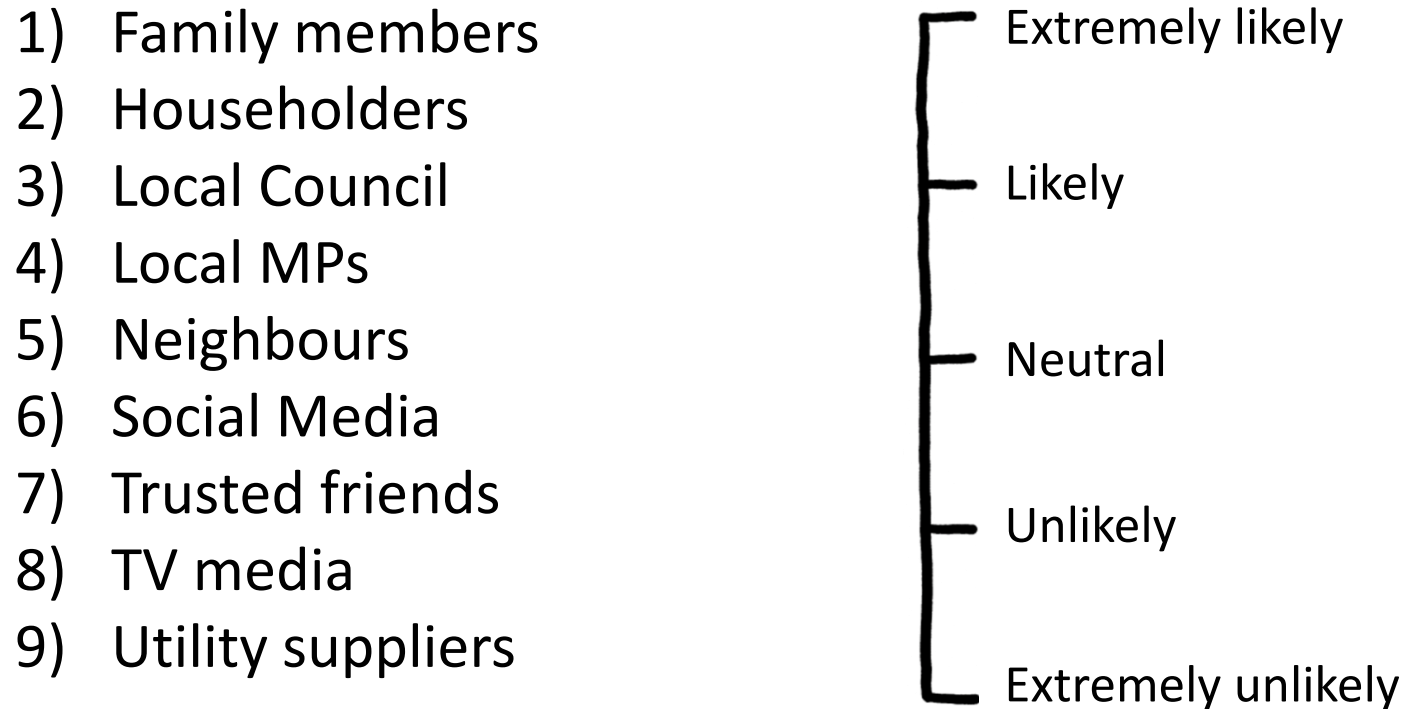 1) Family members
2) Householders
3) Local Council
4) Local MPs
5) Neighbours
6) Social Media
7) Trusted friends
8) TV media
9) Utility suppliers
Extremely likely
Likely
Neutral
Unlikely
Extremely unlikely